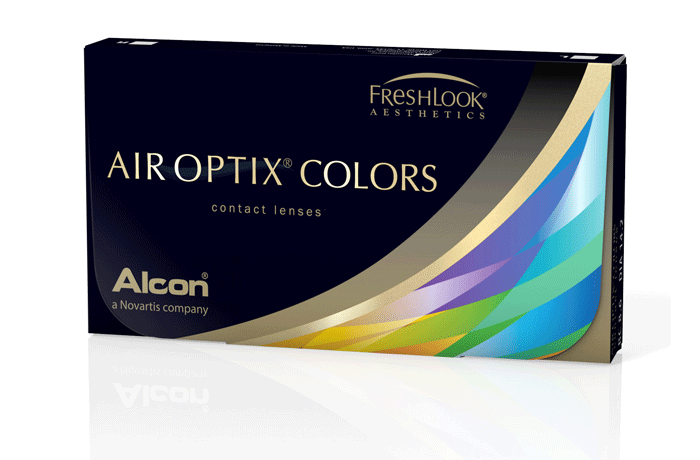 FRESHLOOK®
AESTHETICS
AIR OPTIX® COLORS
contact lenses
Alcon®
a Novartis company